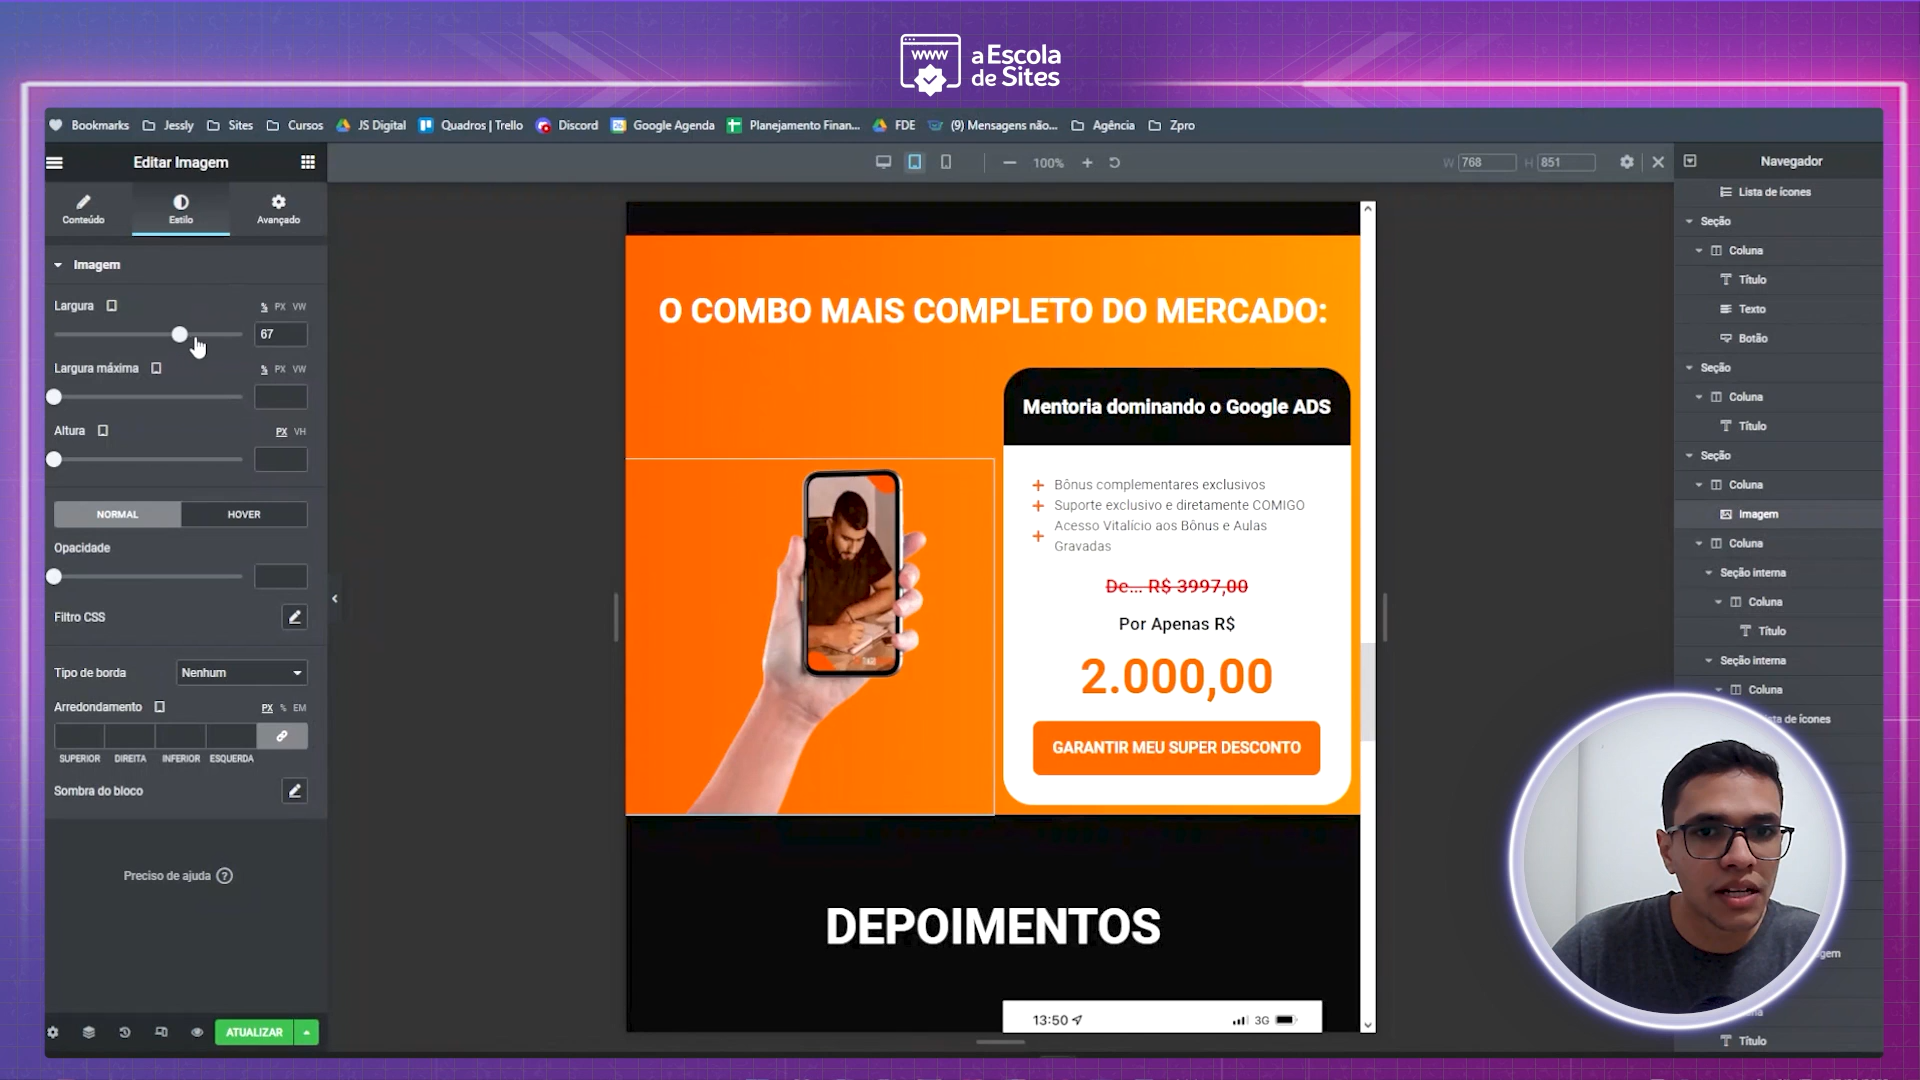 www
a Escola
de Sites
Bookmarks
Jessly
Sites
Cursos
JS Digital
Quadros | Trello
Discord
Google Agenda
Planejamento Finan...
FDE
(9) Mensagens não...
Agência
Zpro
Editar Imagem
100%
W 768
H 851
Navegador
Conteúdo
Estilo
Avançado
Imagem
Largura
% PX VW
67
Largura máxima
% PX VW
Altura
PX VH
NORMAL
HOVER
Opacidade
Filtro CSS
Tipo de borda
Nenhum
Arredondamento
PX % EM
SUPERIOR DIREITA INFERIOR ESQUERDA
Sombra do bloco
Preciso de ajuda ?
ATUALIZAR
O COMBO MAIS COMPLETO DO MERCADO:
Mentoria dominando o Google ADS
Bônus complementares exclusivos
Suporte exclusivo e diretamente COMIGO
Acesso Vitalício aos Bônus e Aulas
Gravadas
De... R$ 3997,00
Por Apenas R$
2.000,00
GARANTIR MEU SUPER DESCONTO
DEPOIMENTOS
13:50
3G
Lista de ícones
Seção
Coluna
Título
Texto
Botão
Seção
Coluna
Título
Seção
Coluna
Imagem
Coluna
Seção interna
Coluna
Título
Seção interna
Coluna
sta de ícones
gem
Título